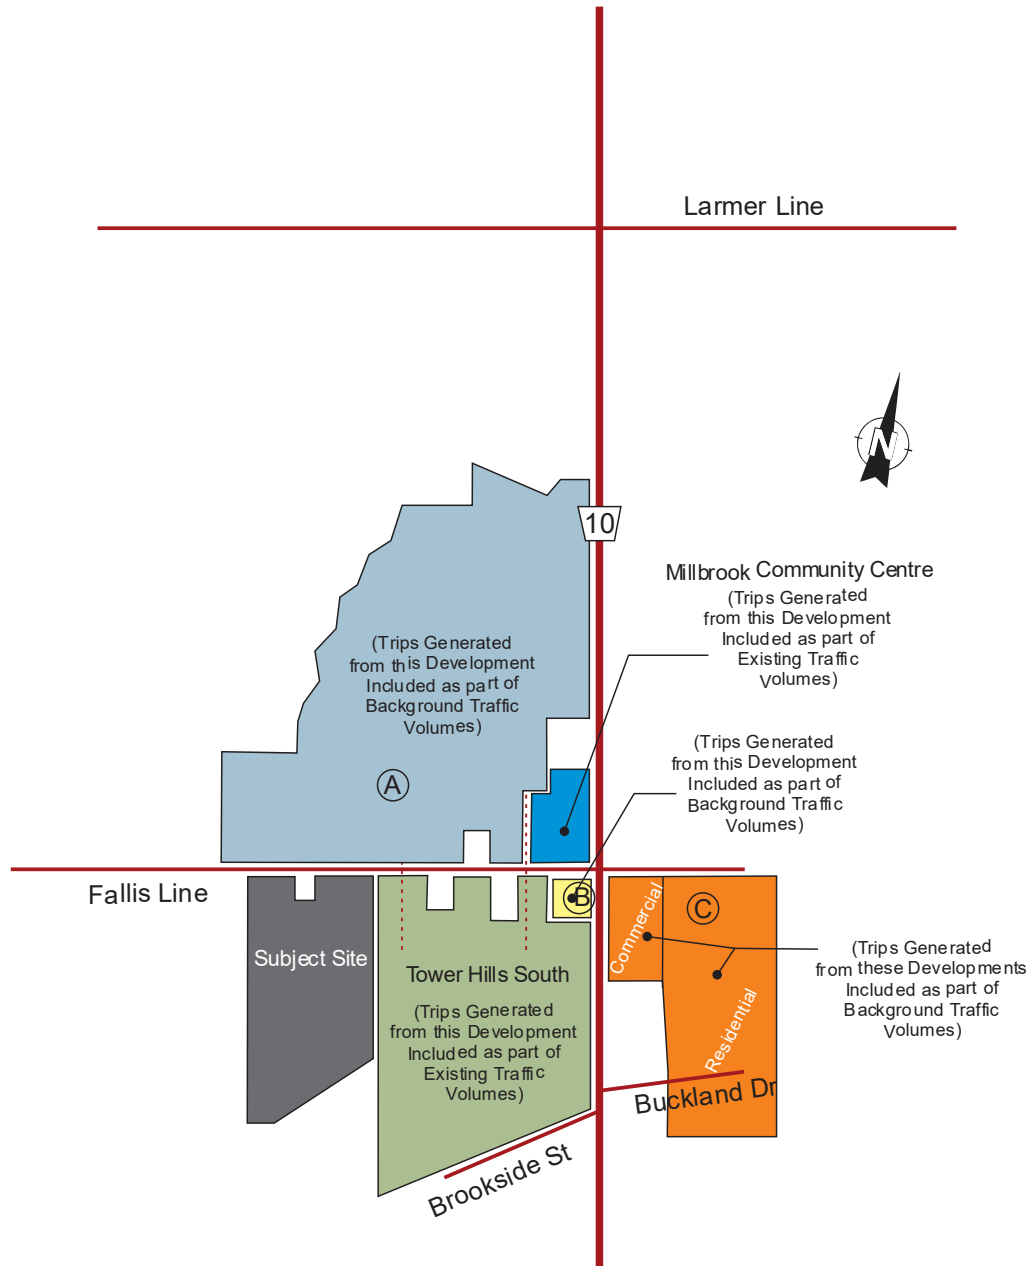 Larmer Line
N
10
Millbrook Community Centre
(Trips Generated
from this Development
Included as part of
Existing Traffic
Volumes)
(Trips Generated
from this Development
Included as part of
Background Traffic
Volumes)
A
(Trips Generated
from this Development
Included as part of
Background Traffic
Volumes)
Fallis Line
B
Commercial
C
Residential
(Trips Generated
from these Developments
Included as part of
Background Traffic
Volumes)
Subject Site
Tower Hills South
(Trips Generated
from this Development
Included as part of
Existing Traffic
Volumes)
Buckland Dr
Brookside St